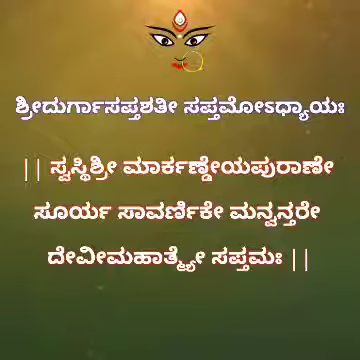 ಶ್ರೀದುರ್ಗಾಸಪ್ತಶತೀ ಸಪ್ತಮೋಽಧ್ಯಾಯಃ
|| ಸ್ವಸ್ಥಿಶ್ರೀ ಮಾರ್ಕಣ್ಡೇಯಪುರಾಣೇ
ಸೂರ್ಯ ಸಾವರ್ಣಿಕೇ ಮನ್ವನ್ತರೇ
ದೇವೀಮಹಾತ್ಮ್ಯೇ ಸಪ್ತಮಃ ||